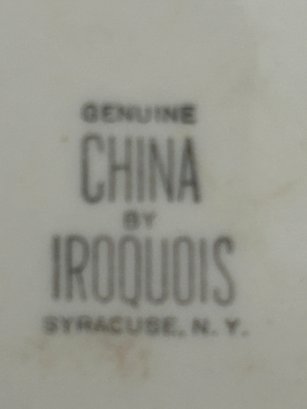 GENUINE
CHINA
BY
IROQUOIS
SYRACUSE, N. Y.